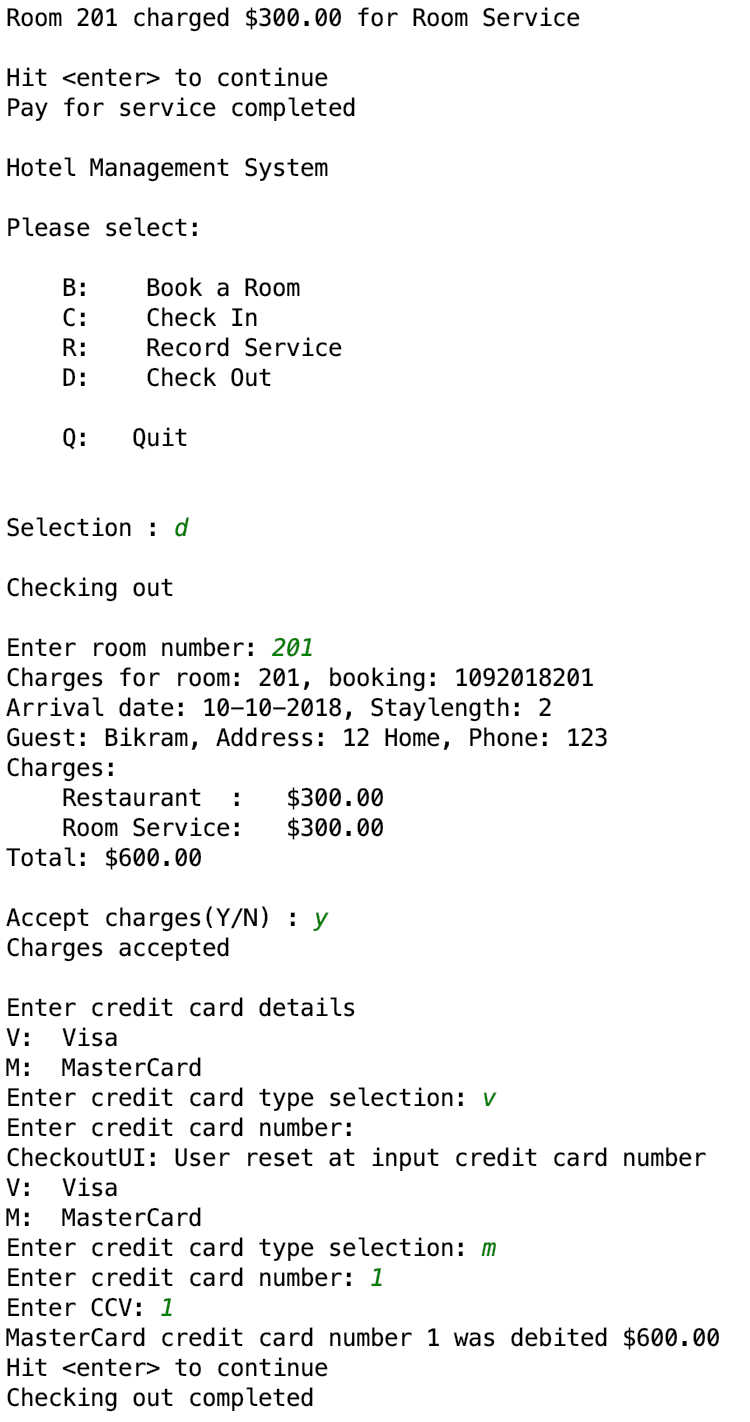 Room 201 charged $300.00 for Room Service
Hit <enter> to continue
Pay for service completed
Hotel Management System
Please select:
B: Book a Room
C: Check In
R: Record Service
D: Check Out
Q: Quit
Selection : d
Checking out
Enter room number: 201
Charges for room: 201, booking: 1092018201
Arrival date: 10-10-2018, Staylength: 2
Guest: Bikram, Address: 12 Home, Phone: 123
Charges:
Restaurant : $300.00
Room Service: $300.00
Total: $600.00
Accept charges(Y/N) : y
Charges accepted
Enter credit card details
V: Visa
M: MasterCard
Enter credit card type selection: v
Enter credit card number:
CheckoutUI: User reset at input credit card number
V: Visa
M: MasterCard
Enter credit card type selection: m
Enter credit card number: 1
Enter CCV: 1
MasterCard credit card number 1 was debited $600.00
Hit <enter> to continue
Checking out completed